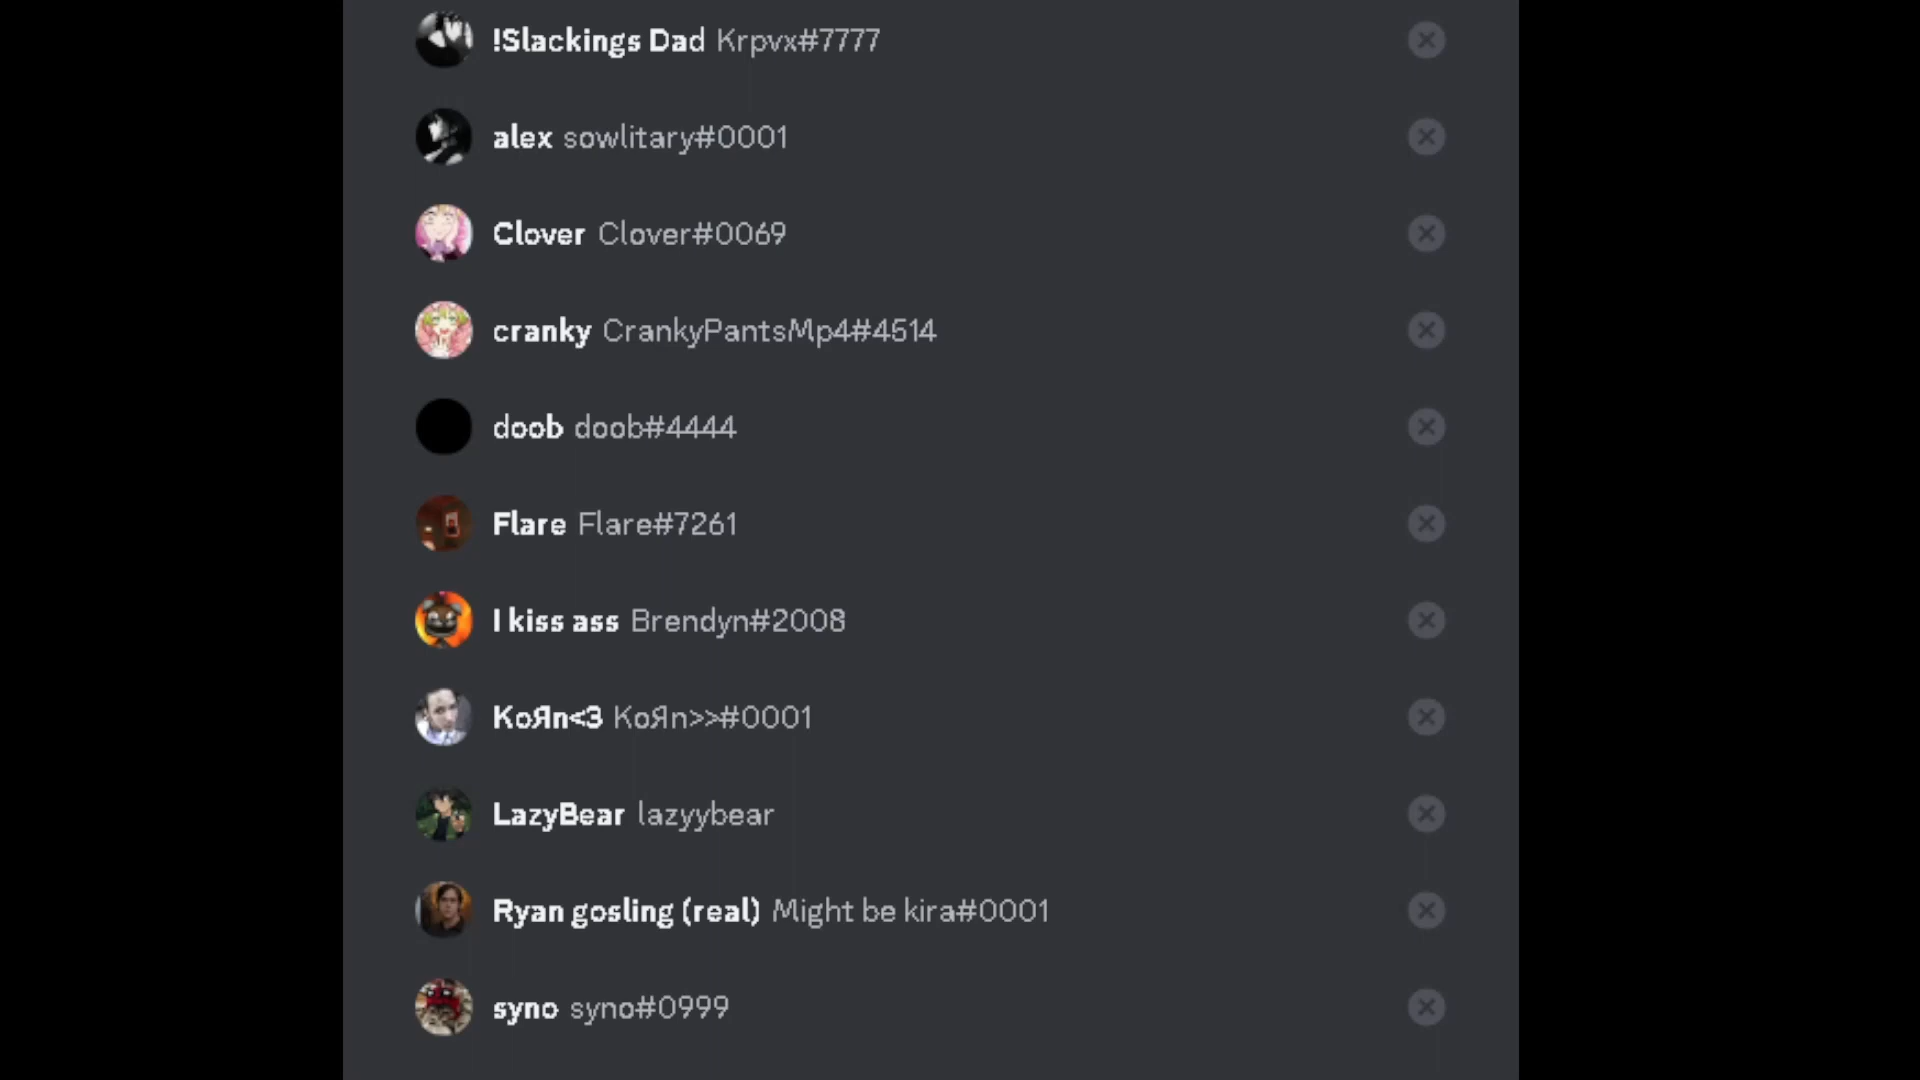 !Slackings Dad Krpvx#7777
alex sowlitary#0001
Clover Clover#0069
cranky CrankyPantsMp4#4514
doob doob#4444
Flare Flare#7261
I kiss ass Brendyn#2008
KoЯn<3 KoЯn>>#0001
LazyBear lazyybear
Ryan gosling (real) Might be kira#0001
syno syno#0999